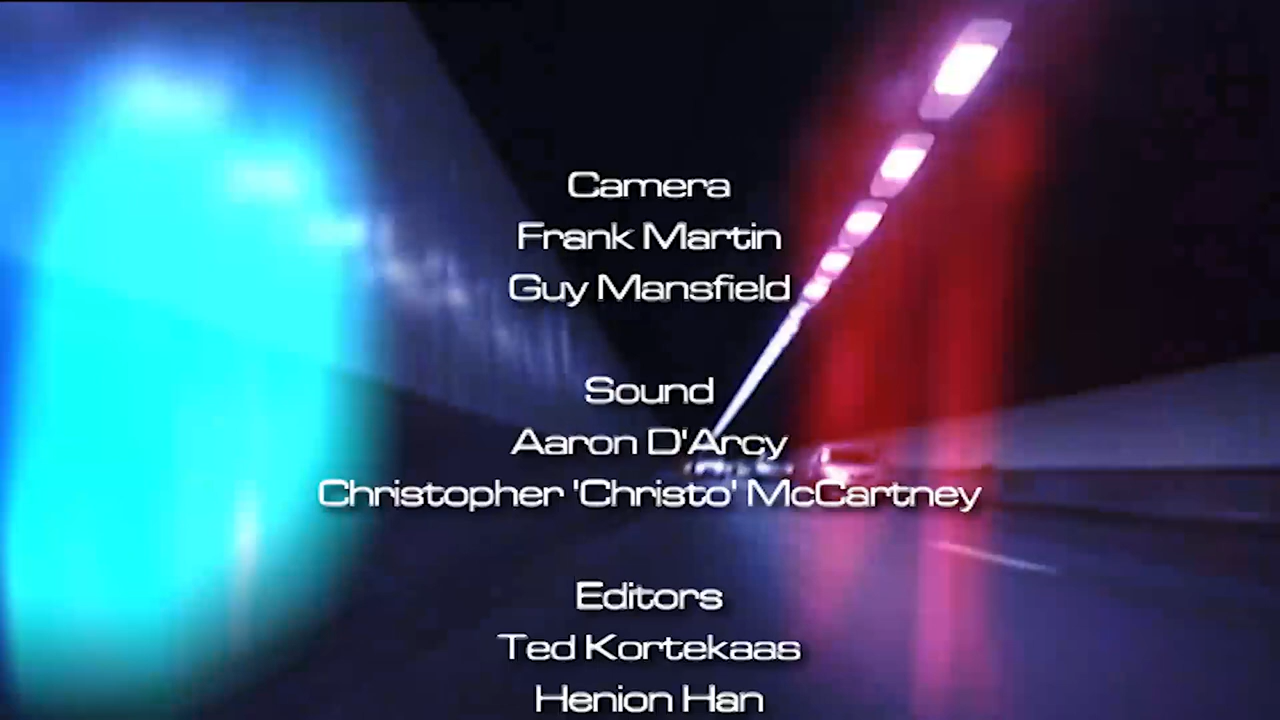 Camera
Frank Martin
Guy Mansfield
Sound
Aaron D'Arcy
Christopher 'Christo' McCartney
Editors
Ted Kortekaas
Henion Han